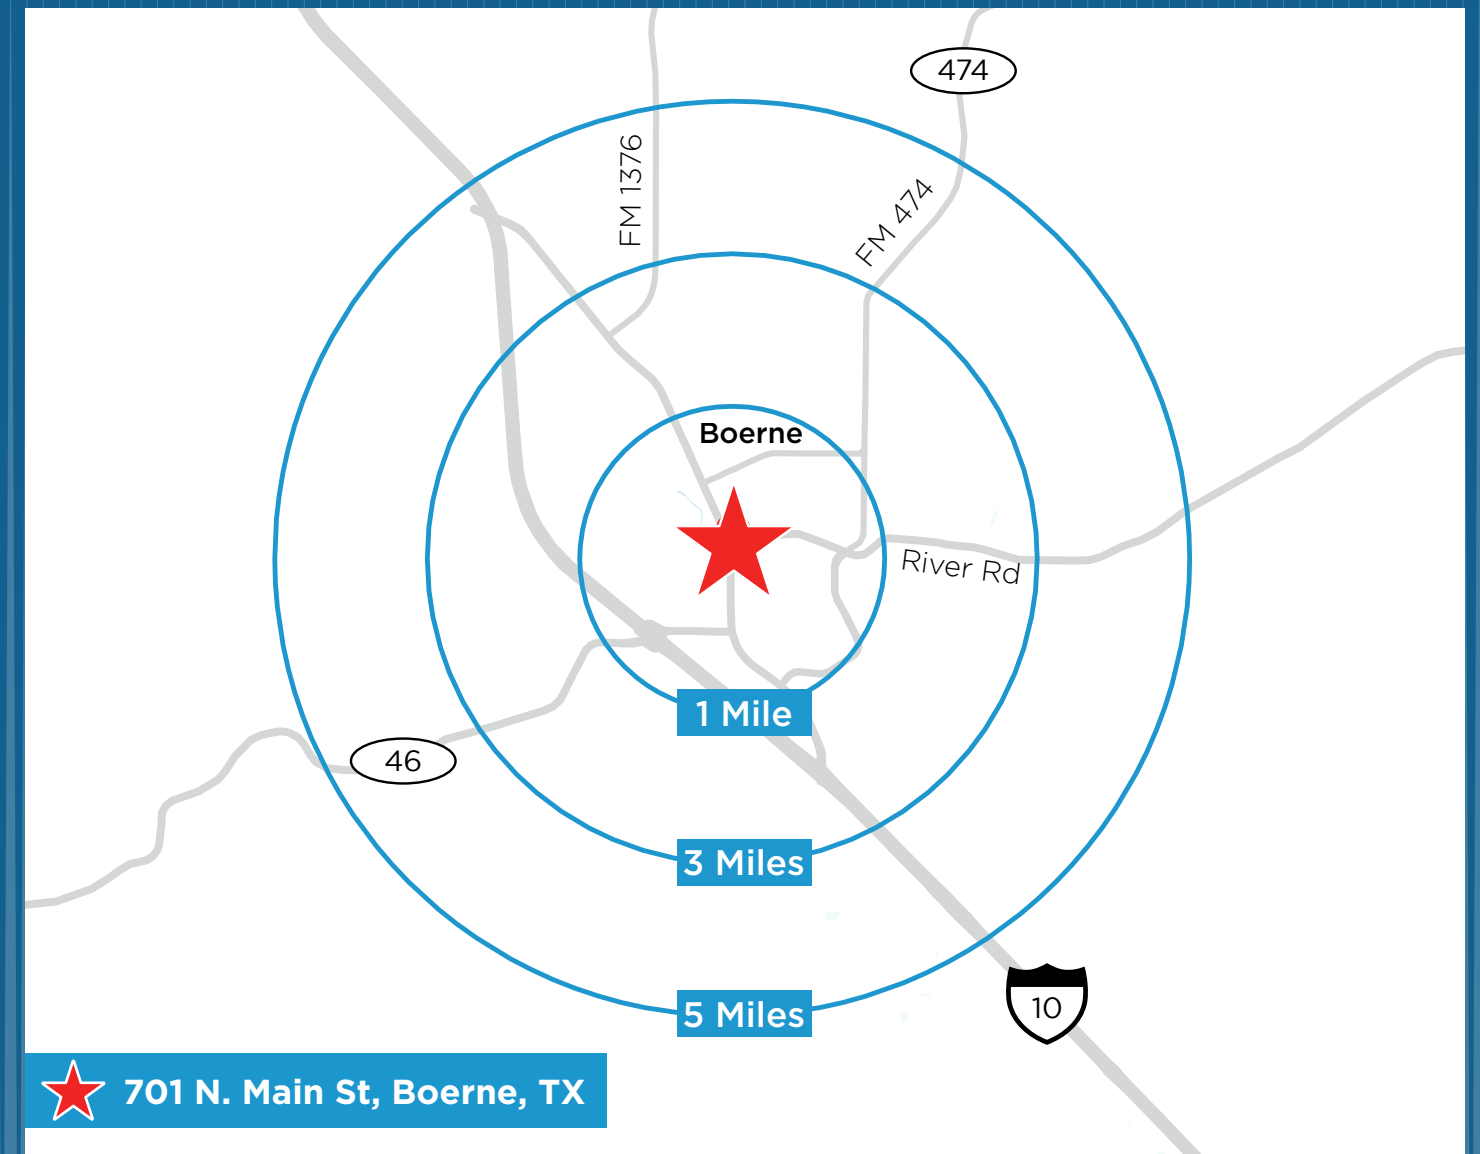 474
FM 1376
FM 474
Boerne
River Rd
1 Mile
46
3 Miles
10
5 Miles
701 N. Main St, Boerne, TX